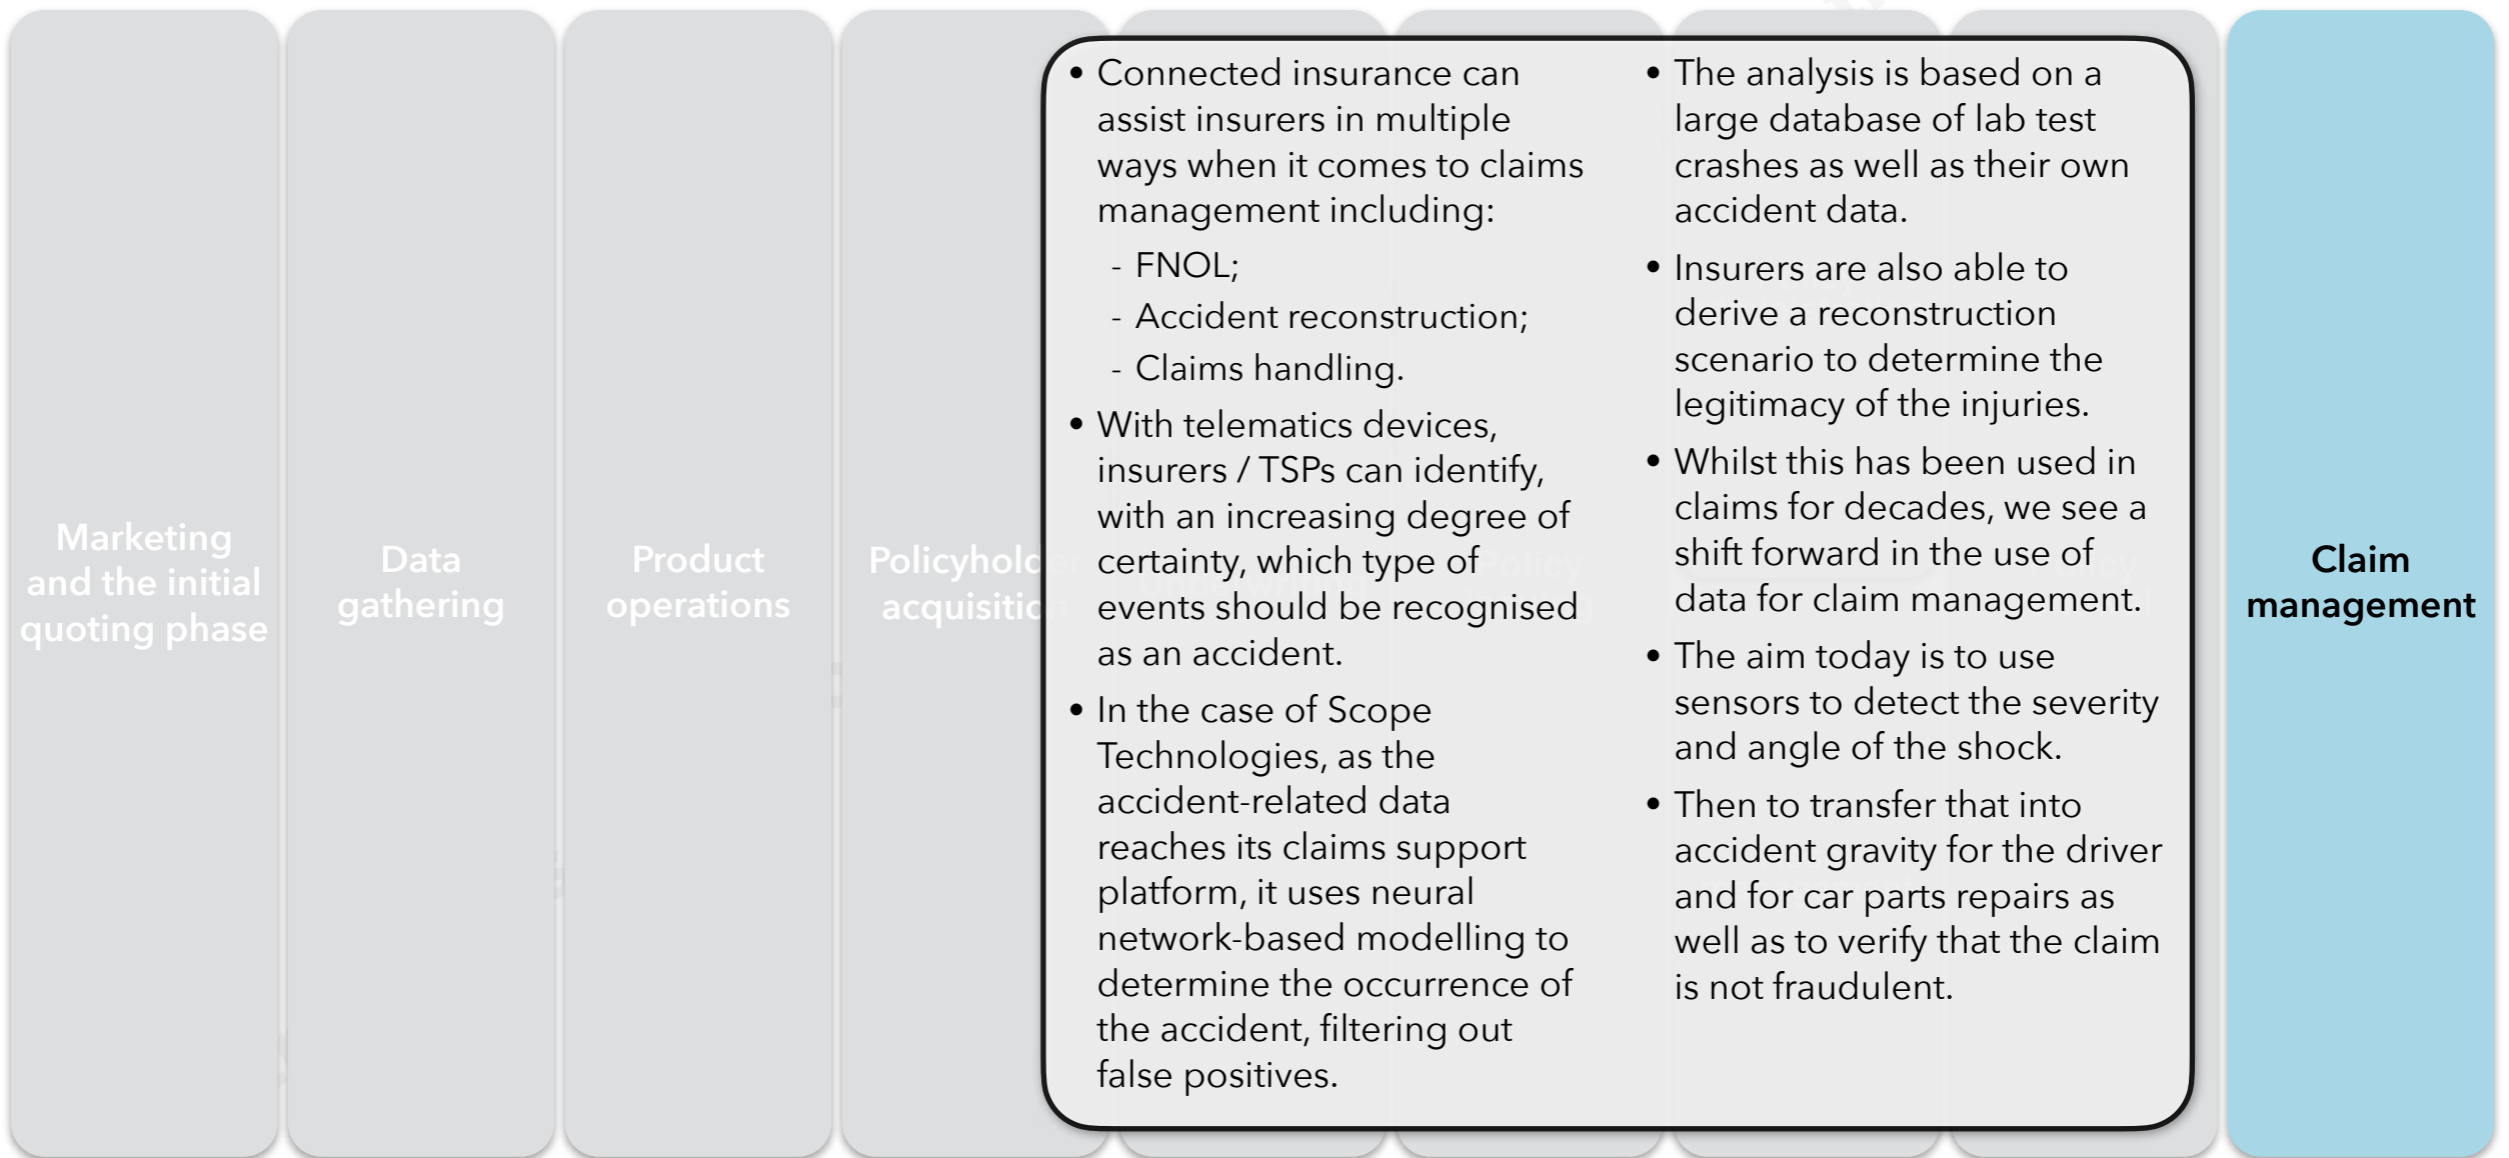 Marketing
and the initial
quoting phase
Data
gathering
Product
operations
Policyholder
acquisition
• Connected insurance can
assist insurers in multiple
ways when it comes to claims
management including:
- FNOL;
- Accident reconstruction;
- Claims handling.
• With telematics devices,
insurers / TSPs can identify,
with an increasing degree of
certainty, which type of
events should be recognised
as an accident.
• In the case of Scope
Technologies, as the
accident-related data
reaches its claims support
platform, it uses neural
network-based modelling to
determine the occurrence of
the accident, filtering out
false positives.
• The analysis is based on a
large database of lab test
crashes as well as their own
accident data.
• Insurers are also able to
derive a reconstruction
scenario to determine the
legitimacy of the injuries.
• Whilst this has been used in
claims for decades, we see a
shift forward in the use of
data for claim management.
• The aim today is to use
sensors to detect the severity
and angle of the shock.
• Then to transfer that into
accident gravity for the driver
and for car parts repairs as
well as to verify that the claim
is not fraudulent.
Policy
Claim
management